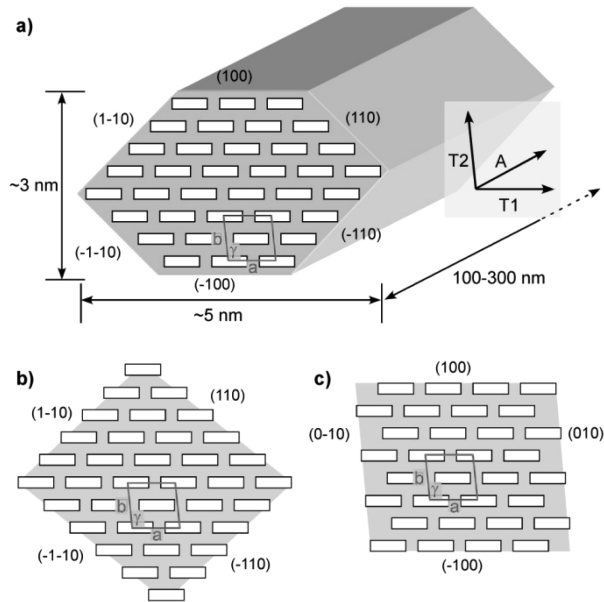 a)
(100)
(1-10)
(110)
T2
A
T1
~3 nm
b
γ
a
(-1-10)
(-110)
(-100)
100-300 nm
~5 nm
b)
(1-10)
(110)
b
γ
a
(-1-10)
(-110)
c)
(100)
(0-10)
(010)
b
γ
a
(-100)